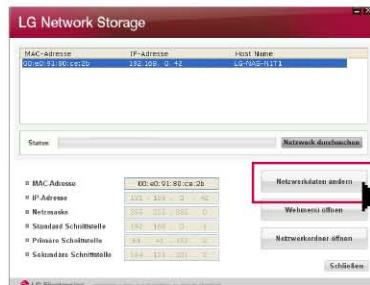 LG Network Storage
MAC-Adresse IP-Adresse Host Name
00:e0:91:80:ce:2b 192.168. 0. 42 LG-NAS-N1T1
Status Netzwerk durchsuchen
MAC-Adresse 00:e0:91:80:ce:2b
IP-Adresse
Netzmaske
Standard Schnittstelle
Primäre Schnittstelle
Sekundäre Schnittstelle
Netzwerkdaten ändern
Webmenü öffnen
Netzwerkordner öffnen
Schließen